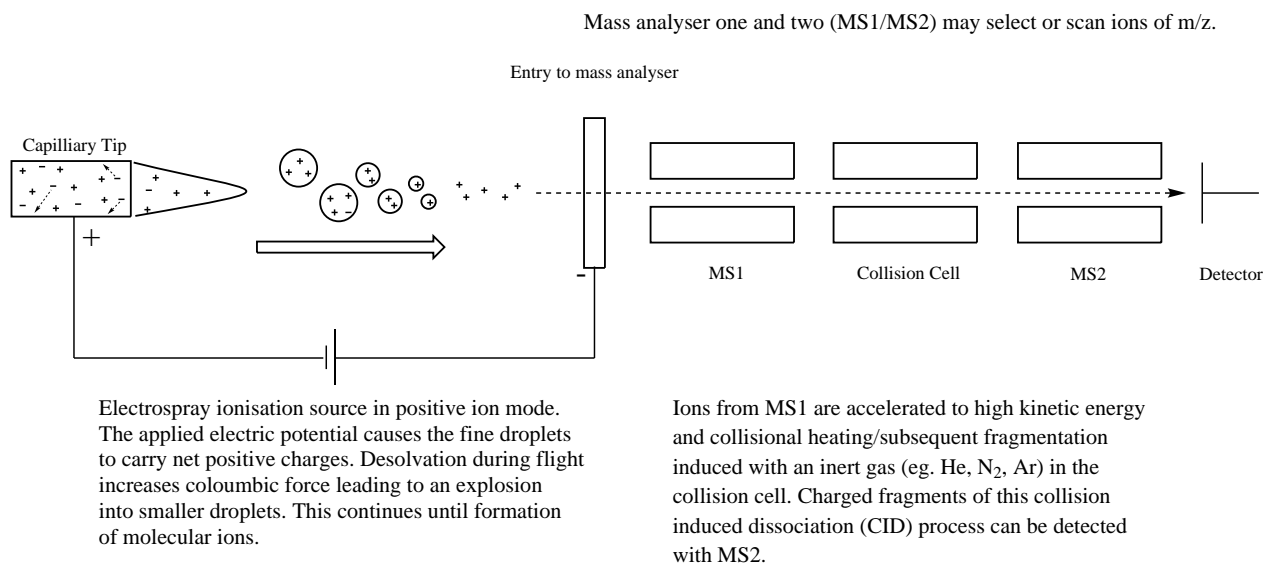 Mass analyser one and two (MS1/MS2) may select or scan ions of m/z.
Entry to mass analyser
Capilliary Tip
+
-
MS1
Collision Cell
MS2
Detector
Electrospray ionisation source in positive ion mode.
The applied electric potential causes the fine droplets
to carry net positive charges. Desolvation during flight
increases coloumbic force leading to an explosion
into smaller droplets. This continues until formation
of molecular ions.
Ions from MS1 are accelerated to high kinetic energy
and collisional heating/subsequent fragmentation
induced with an inert gas (eg. He, N₂, Ar) in the
collision cell. Charged fragments of this collision
induced dissociation (CID) process can be detected
with MS2.